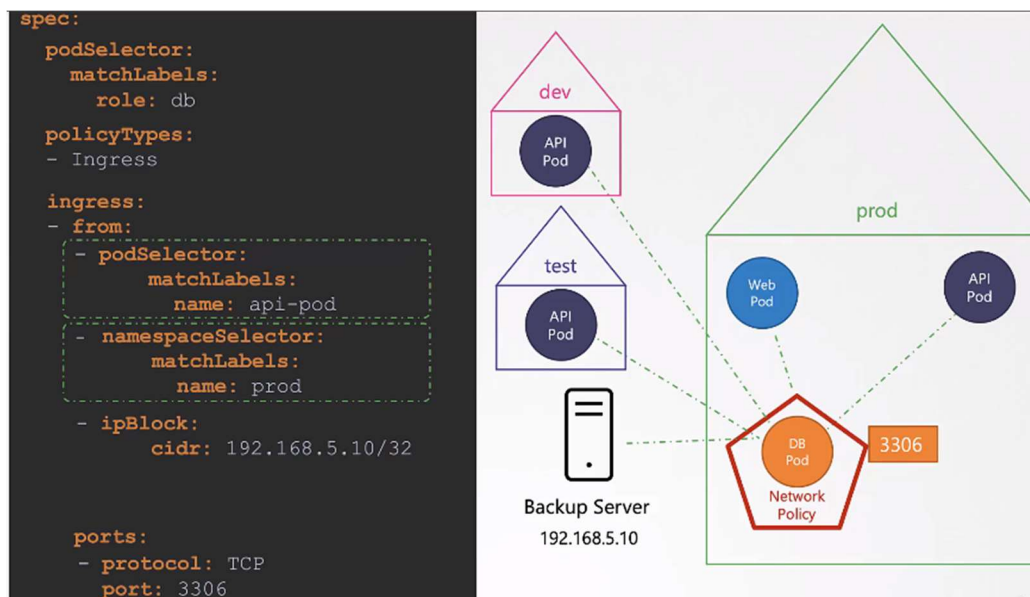 spec:
podSelector:
matchLabels:
role: db
policyTypes:
- Ingress
ingress:
- from:
- podSelector:
matchLabels:
name: api-pod
- namespaceSelector:
matchLabels:
name: prod
- ipBlock:
cidr: 192.168.5.10/32
ports:
- protocol: TCP
port: 3306
dev
API
Pod
test
API
Pod
Backup Server
192.168.5.10
prod
Web
Pod
API
Pod
DB
Pod
Network
Policy
3306